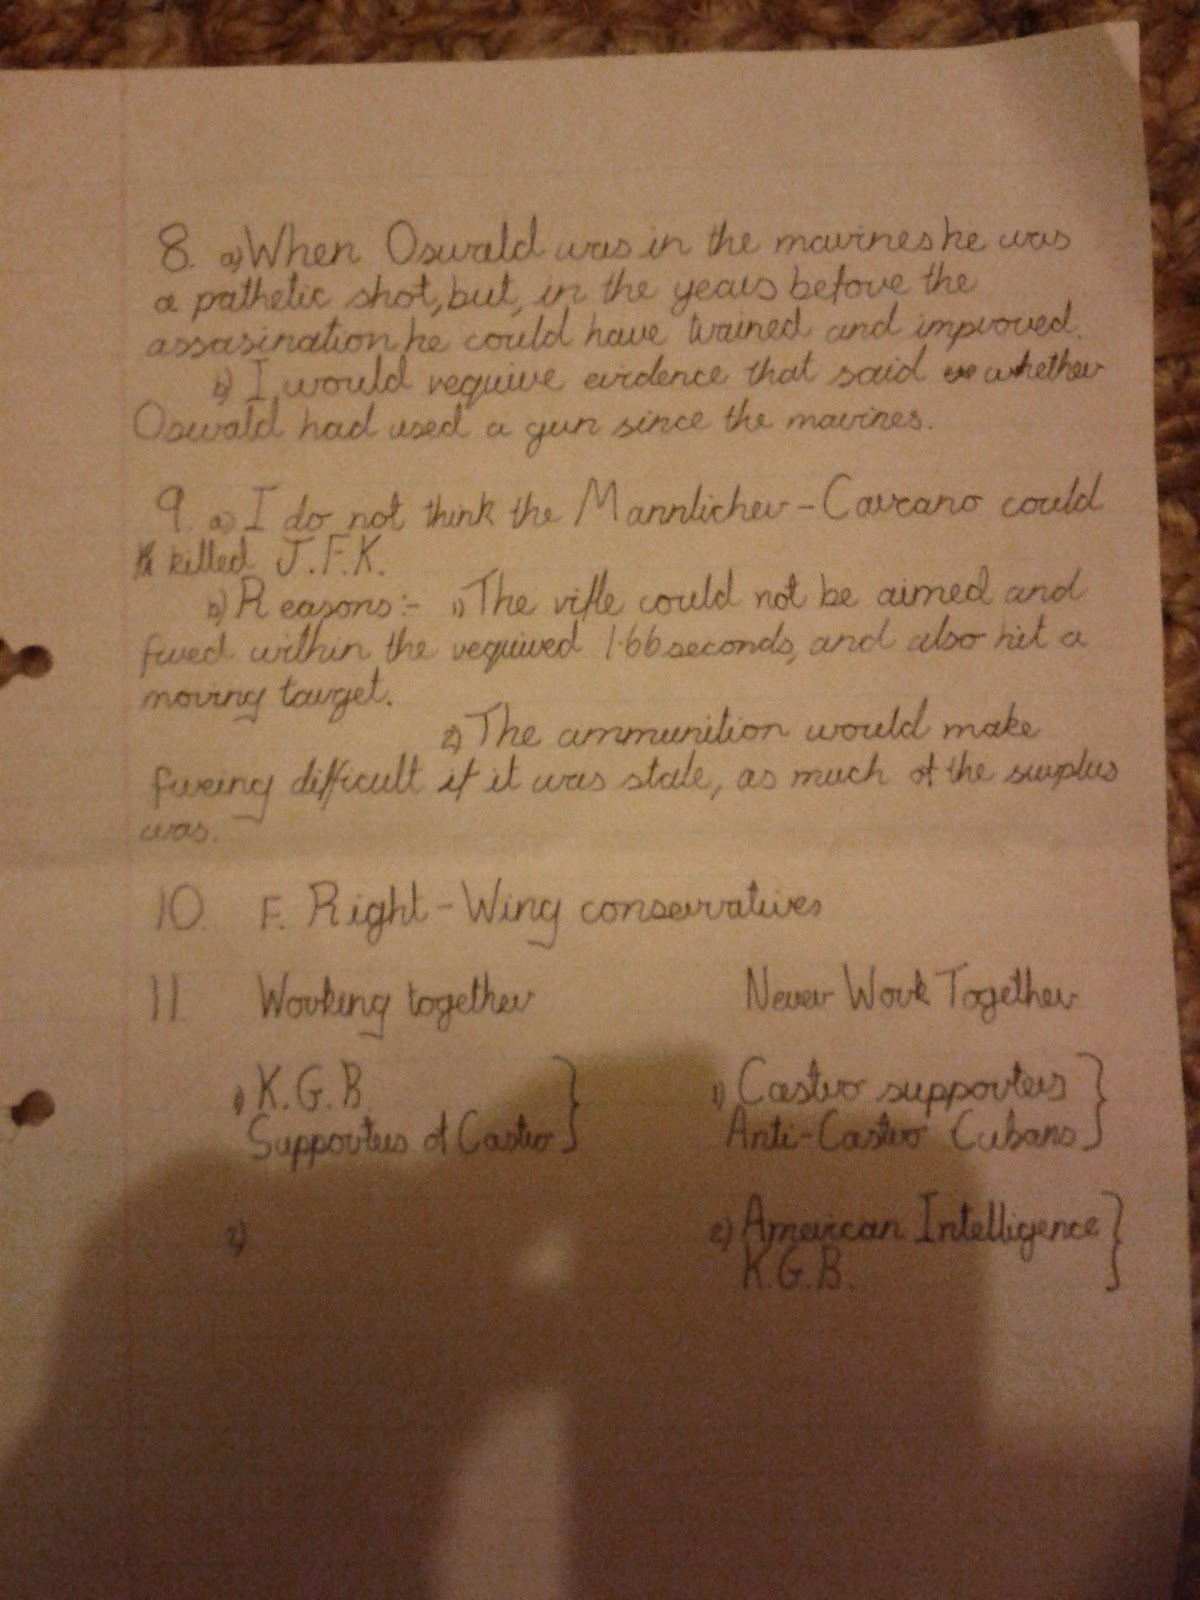 8. a) When Oswald was in the marines he was
a pathetic shot, but, in the years before the
assasination he could have trained and improved.
b) I would require evidence that said whether
Oswald had used a gun since the marines.
9. a) I do not think the Mannlicher-Carcano could
killed J.F.K.
b) Reasons:- 1) The rifle could not be aimed and
fired within the required 1.66 seconds, and also hit a
moving target.
2) The ammunition would make
fireing difficult if it was stale, as much of the surplus
was.
10. F. Right-Wing conservatives
11 Working together Never Work Together
1) K.G.B. } 1) Castro supporters }
Supporters of Castro Anti-Castro Cubans
2) 2) American Intelligence }
K.G.B.